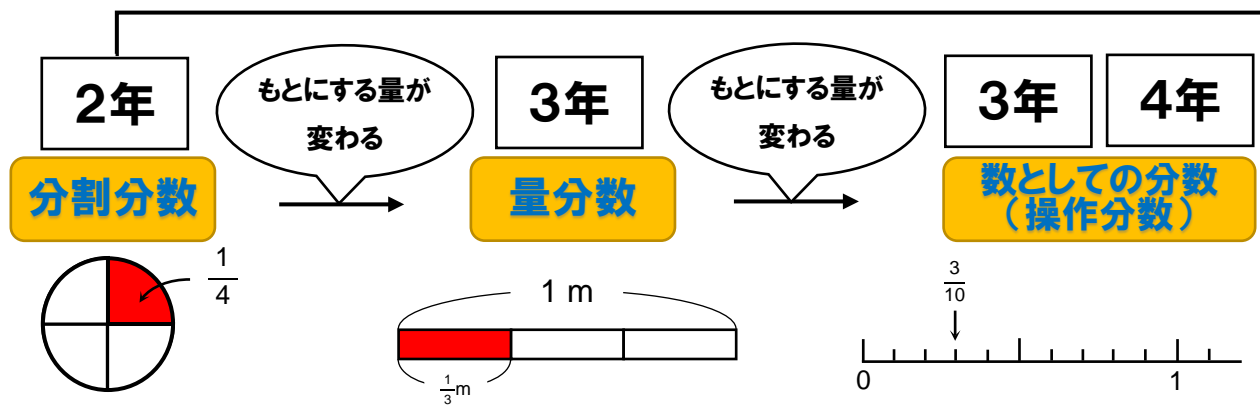 2年
もとにする量が
変わる
3年
もとにする量が
変わる
3年
4年
分割分数
量分数
数としての分数
(操作分数)
1/4
1 m
1/3 m
3/10
0
1